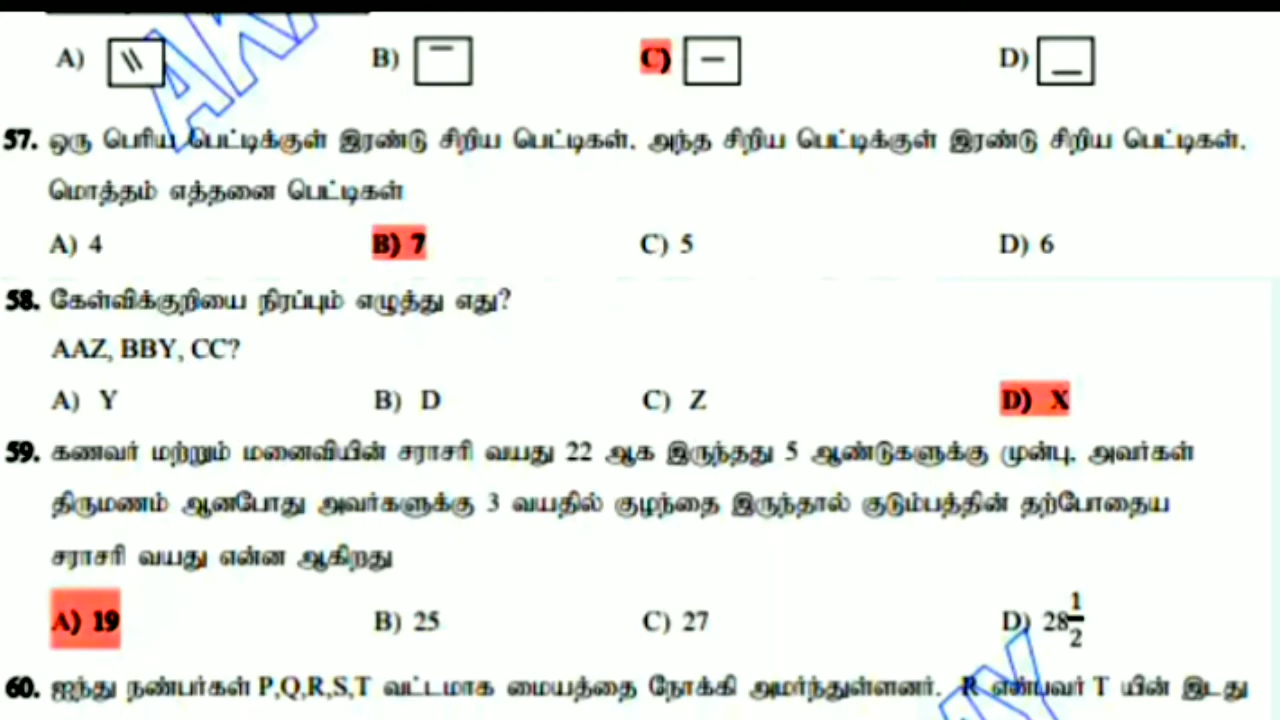 A) B) C) D)
57. ஒரு பெரிய பெட்டிக்குள் இரண்டு சிறிய பெட்டிகள். அந்த சிறிய பெட்டிக்குள் இரண்டு சிறிய பெட்டிகள்.
மொத்தம் எத்தனை பெட்டிகள்
A) 4 B) 7 C) 5 D) 6
58. கேள்விக்குறியை நிரப்பும் எழுத்து எது?
AAZ, BBY, CC?
A) Y B) D C) Z D) X
59. கணவர் மற்றும் மனைவியின் சராசரி வயது 22 ஆக இருந்தது 5 ஆண்டுகளுக்கு முன்பு. அவர்கள்
திருமணம் ஆனபோது அவர்களுக்கு 3 வயதில் குழந்தை இருந்தால் குடும்பத்தின் தற்போதைய
சராசரி வயது என்ன ஆகிறது
A) 19 B) 25 C) 27 D) 28 1/2
60. ஐந்து நண்பர்கள் P,Q,R,S,T வட்டமாக மையத்தை நோக்கி அமர்ந்துள்ளனர். R என்பவர் T யின் இடது